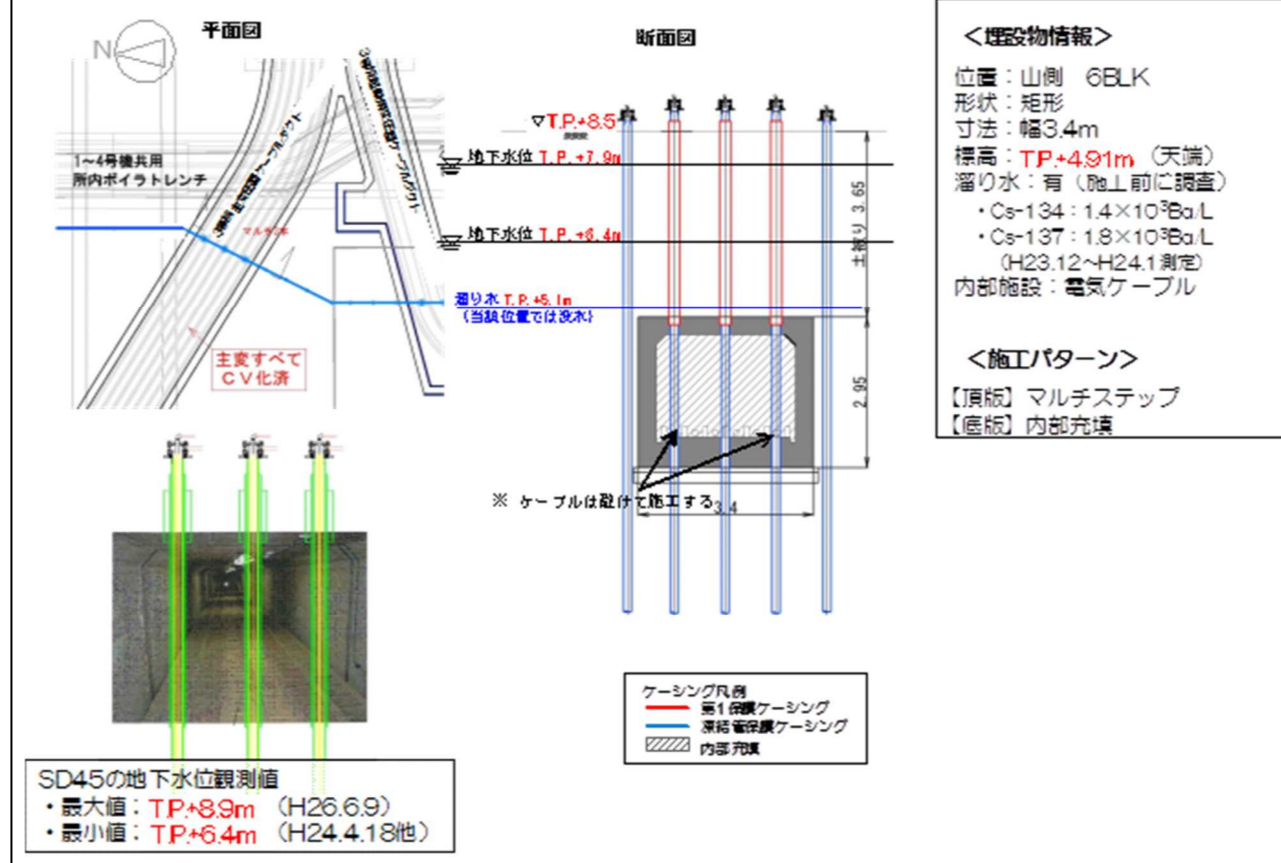 平面図
N
1～4号機共用
所内ボイラトレンチ
主変すべて
CV化済
断面図
▽T.P.+8.5
地下水位 T.P.+7.9m
地下水位 T.P.+6.4m
溜り水 T.P.+5.1m
(当該位置では没水)
土被り 3.65
2.95
3.4
※ ケーブルは避けて施工する
ケーシング凡例
第1保護ケーシング
凍結管保護ケーシング
内部充填
SD45の地下水位観測値
・最大値：T.P.+8.9m （H26.6.9）
・最小値：T.P.+6.4m （H24.4.18他）
＜埋設物情報＞
位置：山側 6BLK
形状：矩形
寸法：幅3.4m
標高：T.P.+4.91m （天端）
溜り水：有（施工前に調査）
・Cs-134：1.4×10³Bq/L
・Cs-137：1.8×10³Bq/L
（H23.12～H24.1測定）
内部施設：電気ケーブル
＜施工パターン＞
【頂版】マルチステップ
【底版】内部充填